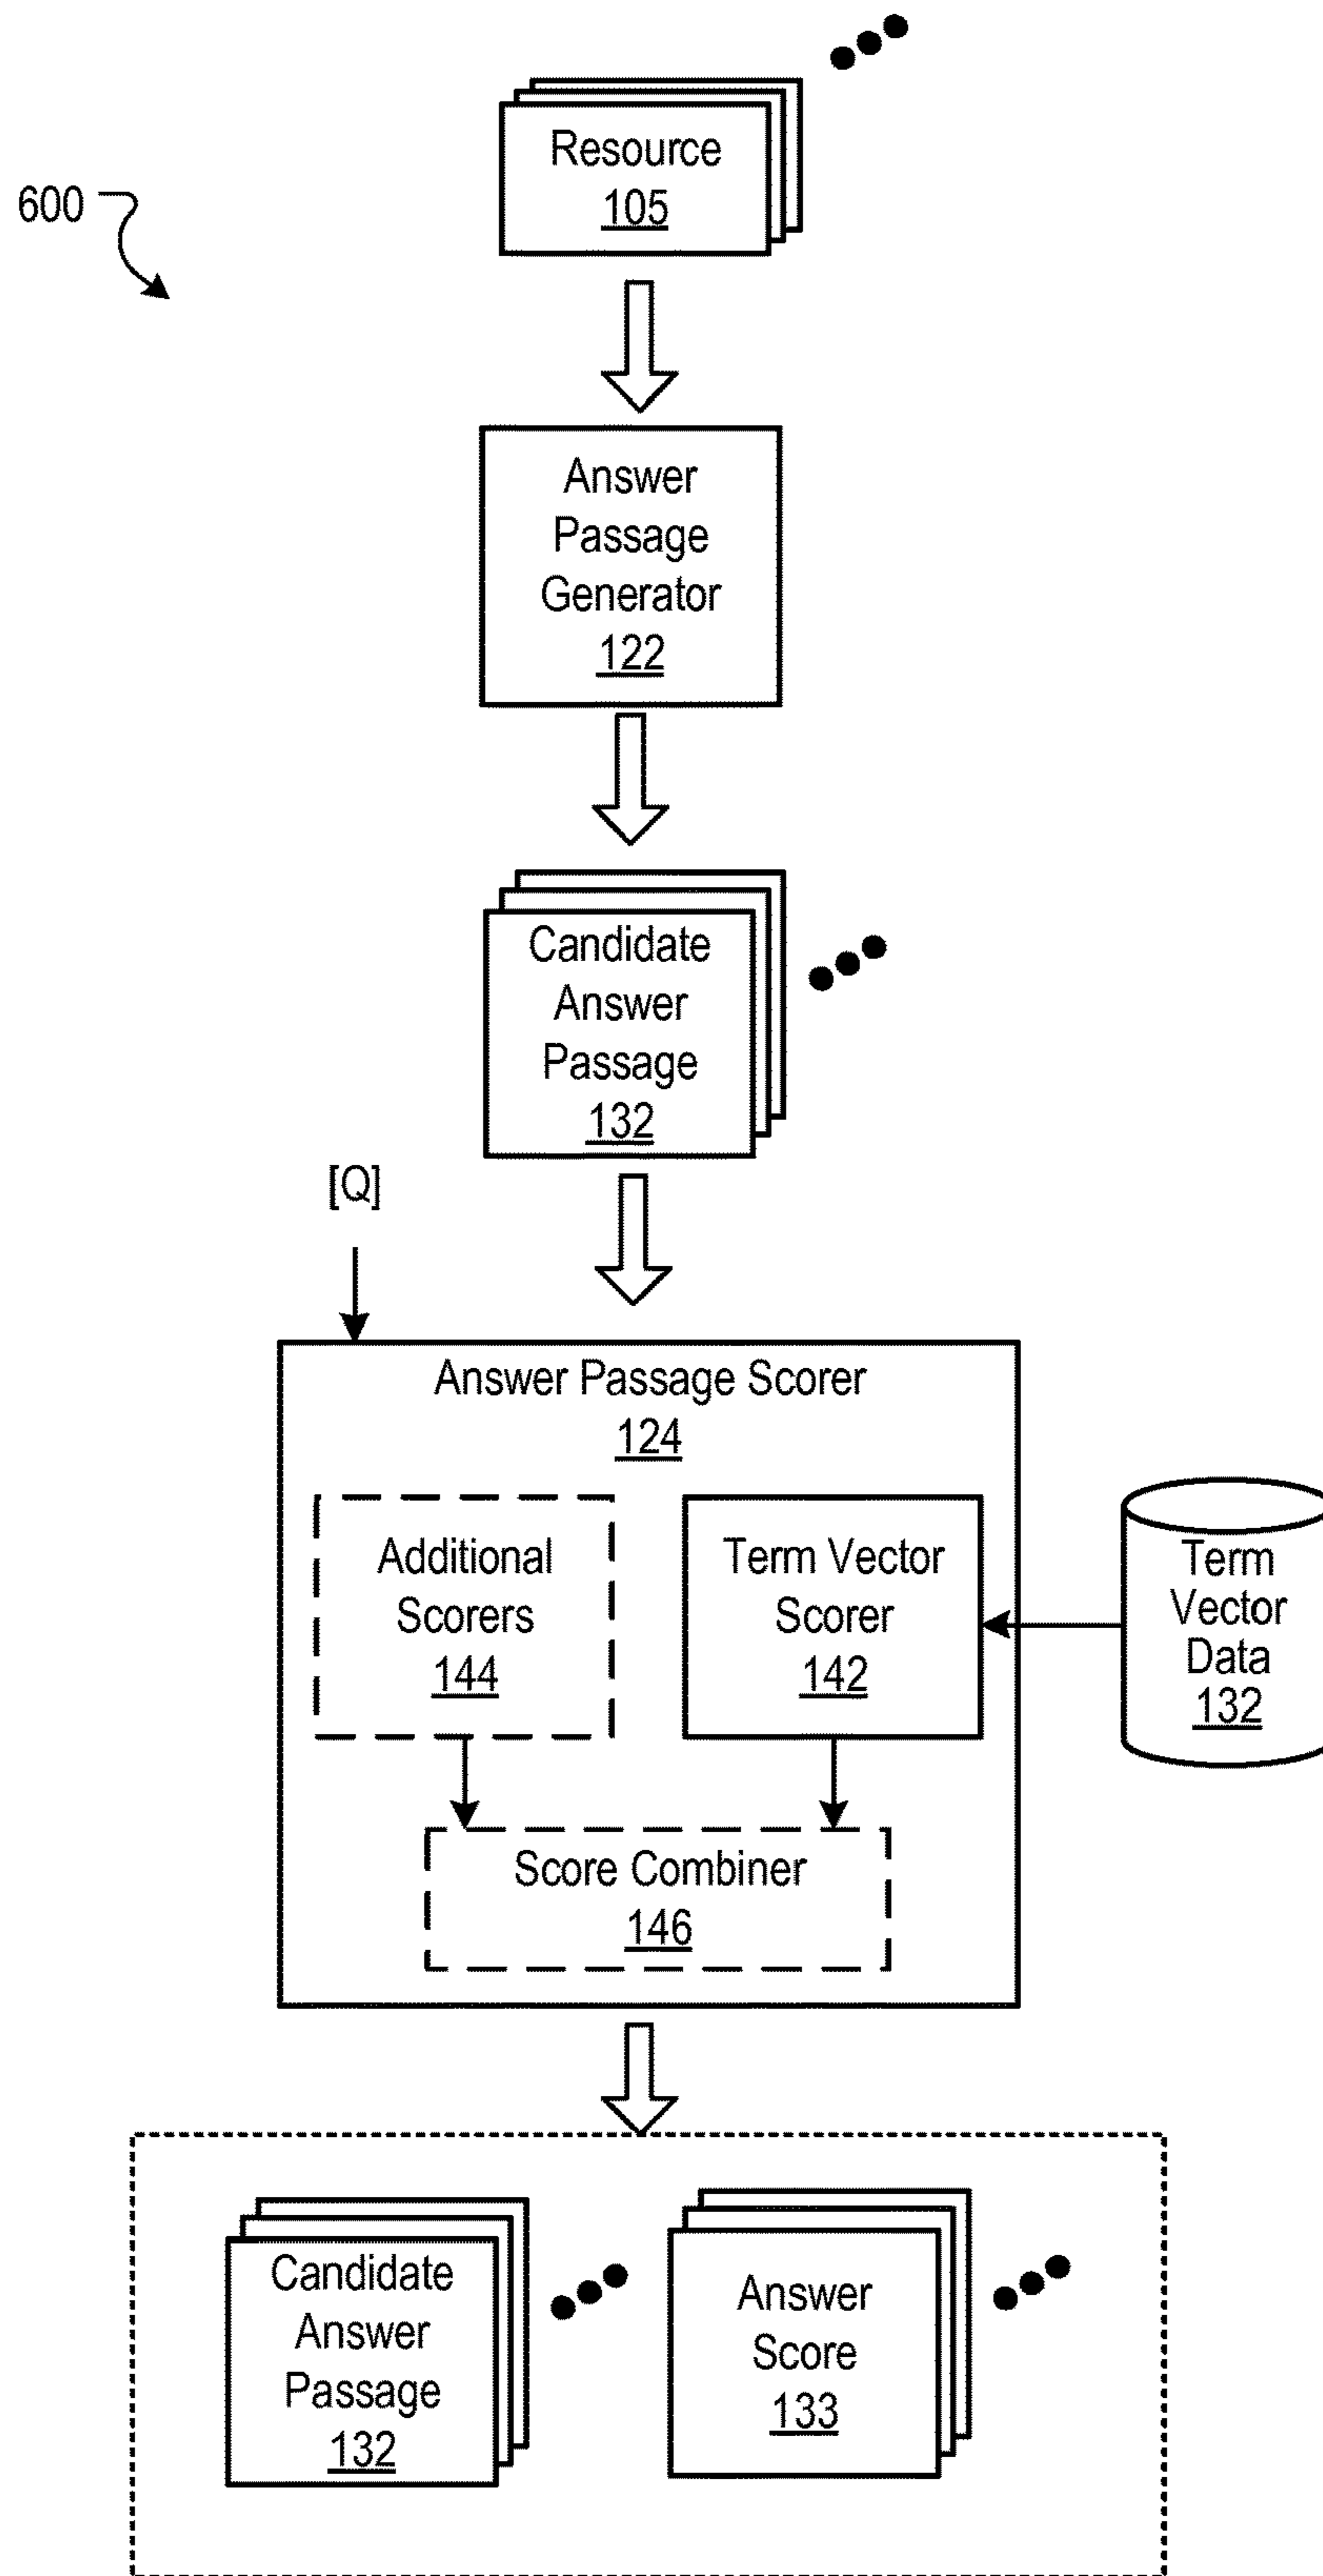 Resource
105
600
Answer
Passage
Generator
122
Candidate
Answer
Passage
132
[Q]
Answer Passage Scorer
124
Additional
Scorers
144
Term Vector
Scorer
142
Term
Vector
Data
132
Score Combiner
146
Candidate
Answer
Passage
132
Answer
Score
133